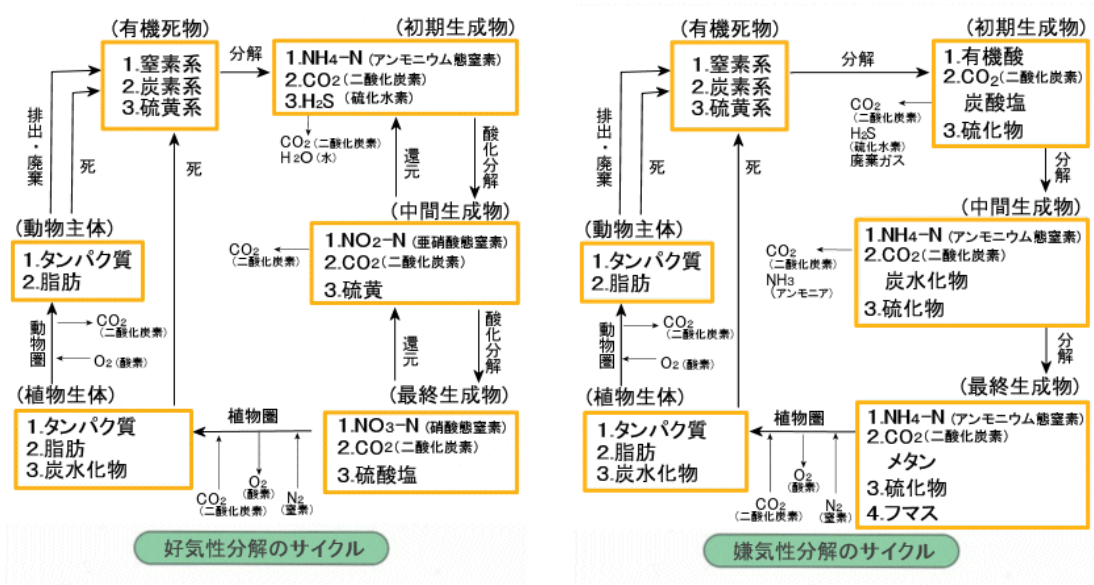 (有機死物)
1.窒素系
2.炭素系
3.硫黄系
分解
(初期生成物)
1.NH4-N (アンモニウム態窒素)
2.CO2(二酸化炭素)
3.H2S (硫化水素)
CO2(二酸化炭素)
H2O(水)
還元
酸化分解
排出・廃棄
死
死
(動物主体)
1.タンパク質
2.脂肪
(中間生成物)
1.NO2-N (亜硝酸態窒素)
2.CO2(二酸化炭素)
3.硫黄
CO2
(二酸化炭素)
動物圏
CO2
(二酸化炭素)
O2(酸素)
還元
酸化分解
(植物生体)
1.タンパク質
2.脂肪
3.炭水化物
植物圏
CO2
(二酸化炭素)
O2
(酸素)
N2
(窒素)
(最終生成物)
1.NO3-N (硝酸態窒素)
2.CO2(二酸化炭素)
3.硫酸塩
好気性分解のサイクル
(有機死物)
1.窒素系
2.炭素系
3.硫黄系
分解
(初期生成物)
1.有機酸
2.CO2(二酸化炭素)
炭酸塩
3.硫化物
CO2
(二酸化炭素)
H2S
(硫化水素)
廃棄ガス
分解
排出・廃棄
死
死
(動物主体)
1.タンパク質
2.脂肪
(中間生成物)
1.NH4-N(アンモニウム態窒素)
2.CO2(二酸化炭素)
炭水化物
3.硫化物
CO2
(二酸化炭素)
NH3
(アンモニア)
動物圏
CO2
(二酸化炭素)
O2(酸素)
分解
(植物生体)
1.タンパク質
2.脂肪
3.炭水化物
植物圏
CO2
(二酸化炭素)
O2
(酸素)
N2
(窒素)
(最終生成物)
1.NH4-N(アンモニウム態窒素)
2.CO2(二酸化炭素)
メタン
3.硫化物
4.フマス
嫌気性分解のサイクル